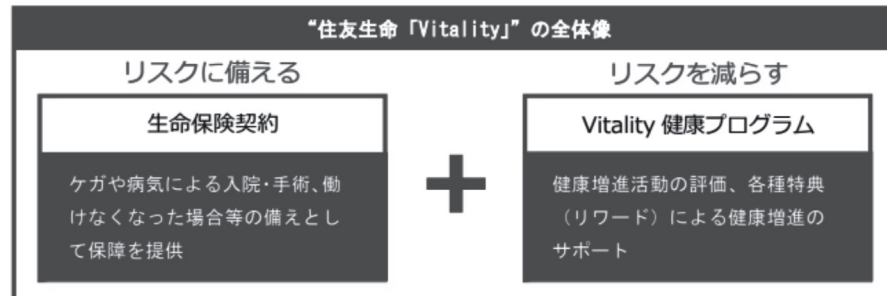 “住友生命「Vitality」”の全体像
リスクに備える
生命保険契約
ケガや病気による入院・手術、働
けなくなった場合等の備えとし
て保障を提供
＋
リスクを減らす
Vitality 健康プログラム
健康増進活動の評価、各種特典
（リワード）による健康増進の
サポート